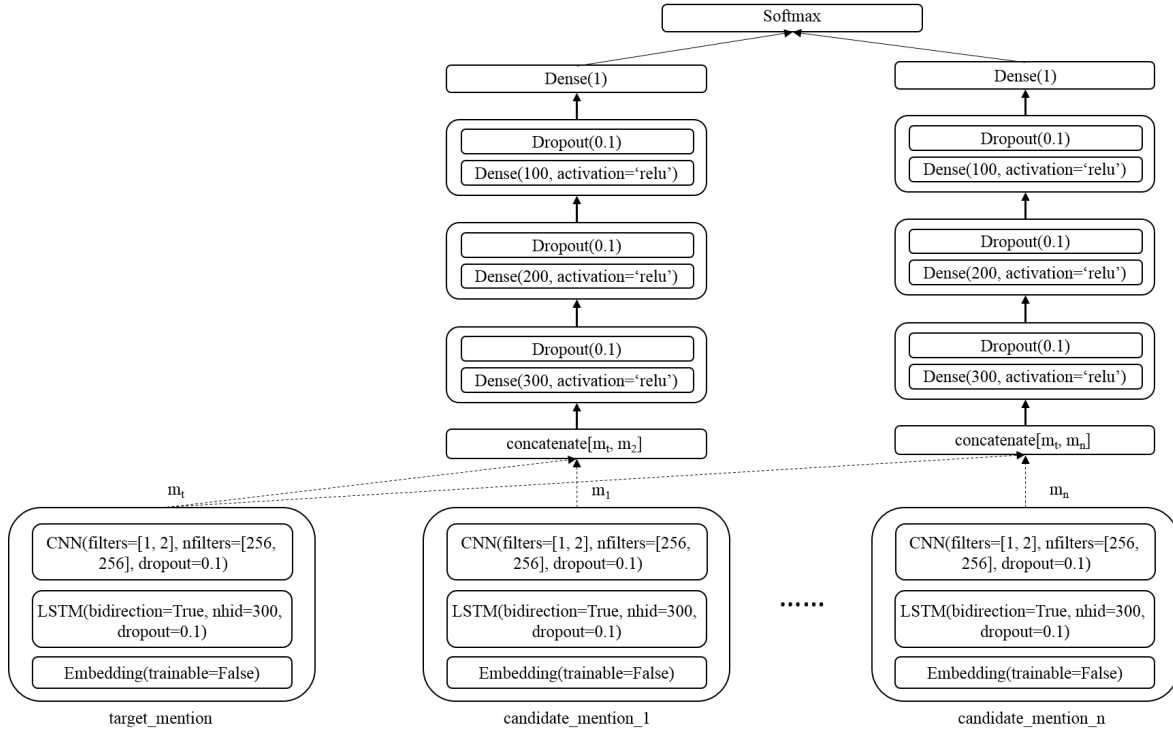 Softmax
Dense(1)
Dense(1)
Dropout(0.1)
Dense(100, activation=‘relu’)
Dropout(0.1)
Dense(100, activation=‘relu’)
Dropout(0.1)
Dense(200, activation=‘relu’)
Dropout(0.1)
Dense(200, activation=‘relu’)
Dropout(0.1)
Dense(300, activation=‘relu’)
Dropout(0.1)
Dense(300, activation=‘relu’)
concatenate[mₜ, m₂]
concatenate[mₜ, mₙ]
mₜ
m₁
mₙ
CNN(filters=[1, 2], nfilters=[256,
256], dropout=0.1)
LSTM(bidirection=True, nhid=300,
dropout=0.1)
Embedding(trainable=False)
target_mention
CNN(filters=[1, 2], nfilters=[256,
256], dropout=0.1)
LSTM(bidirection=True, nhid=300,
dropout=0.1)
Embedding(trainable=False)
candidate_mention_1
......
CNN(filters=[1, 2], nfilters=[256,
256], dropout=0.1)
LSTM(bidirection=True, nhid=300,
dropout=0.1)
Embedding(trainable=False)
candidate_mention_n